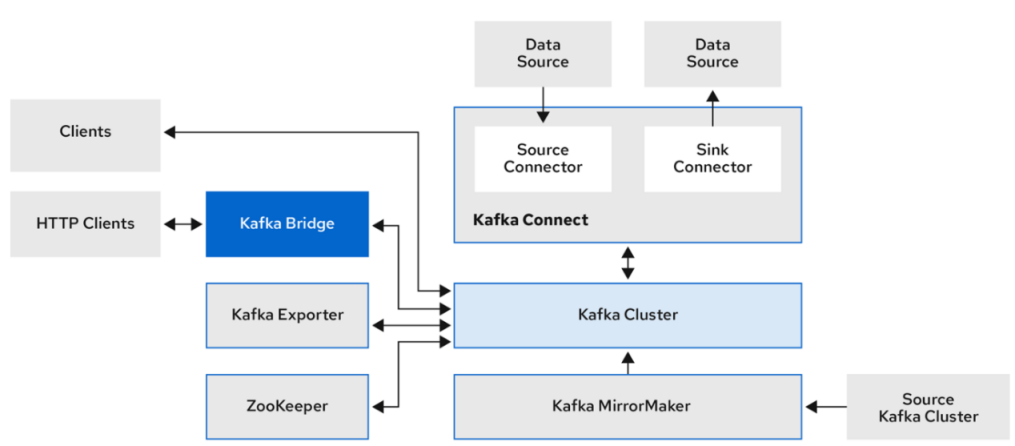 Data
Source
Data
Source
Clients
Source
Connector
Sink
Connector
HTTP Clients
Kafka Bridge
Kafka Connect
Kafka Exporter
Kafka Cluster
ZooKeeper
Kafka MirrorMaker
Source
Kafka Cluster